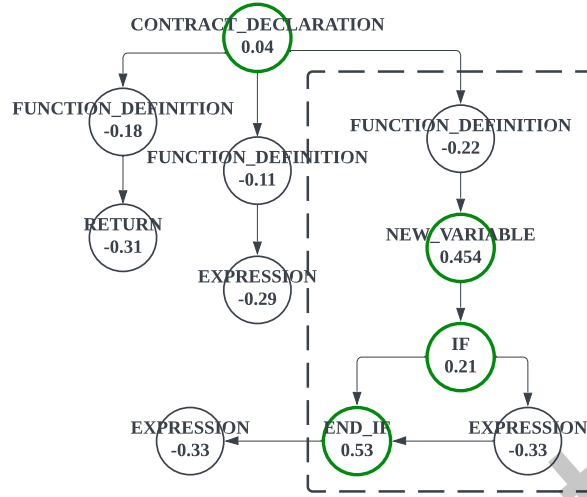 CONTRACT_DECLARATION
0.04
FUNCTION_DEFINITION
-0.18
FUNCTION_DEFINITION
-0.11
FUNCTION_DEFINITION
-0.22
RETURN
-0.31
NEW_VARIABLE
0.454
EXPRESSION
-0.29
IF
0.21
EXPRESSION
-0.33
END_IF
0.53
EXPRESSION
-0.33